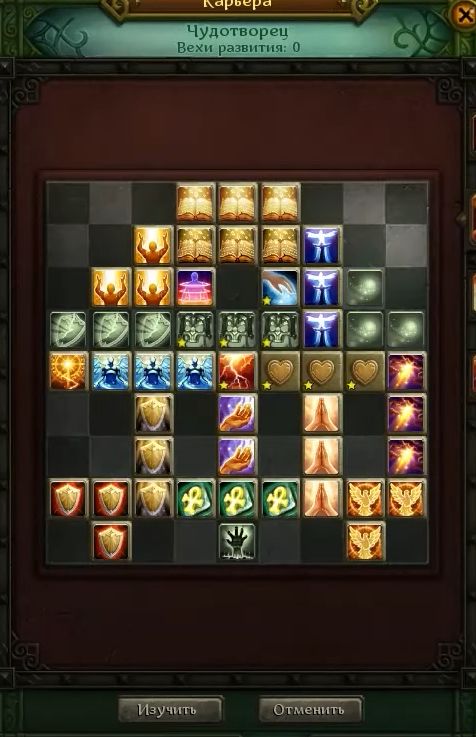 Карьера
Чудотворец
Вехи развития: 0
Изучить
Отменить